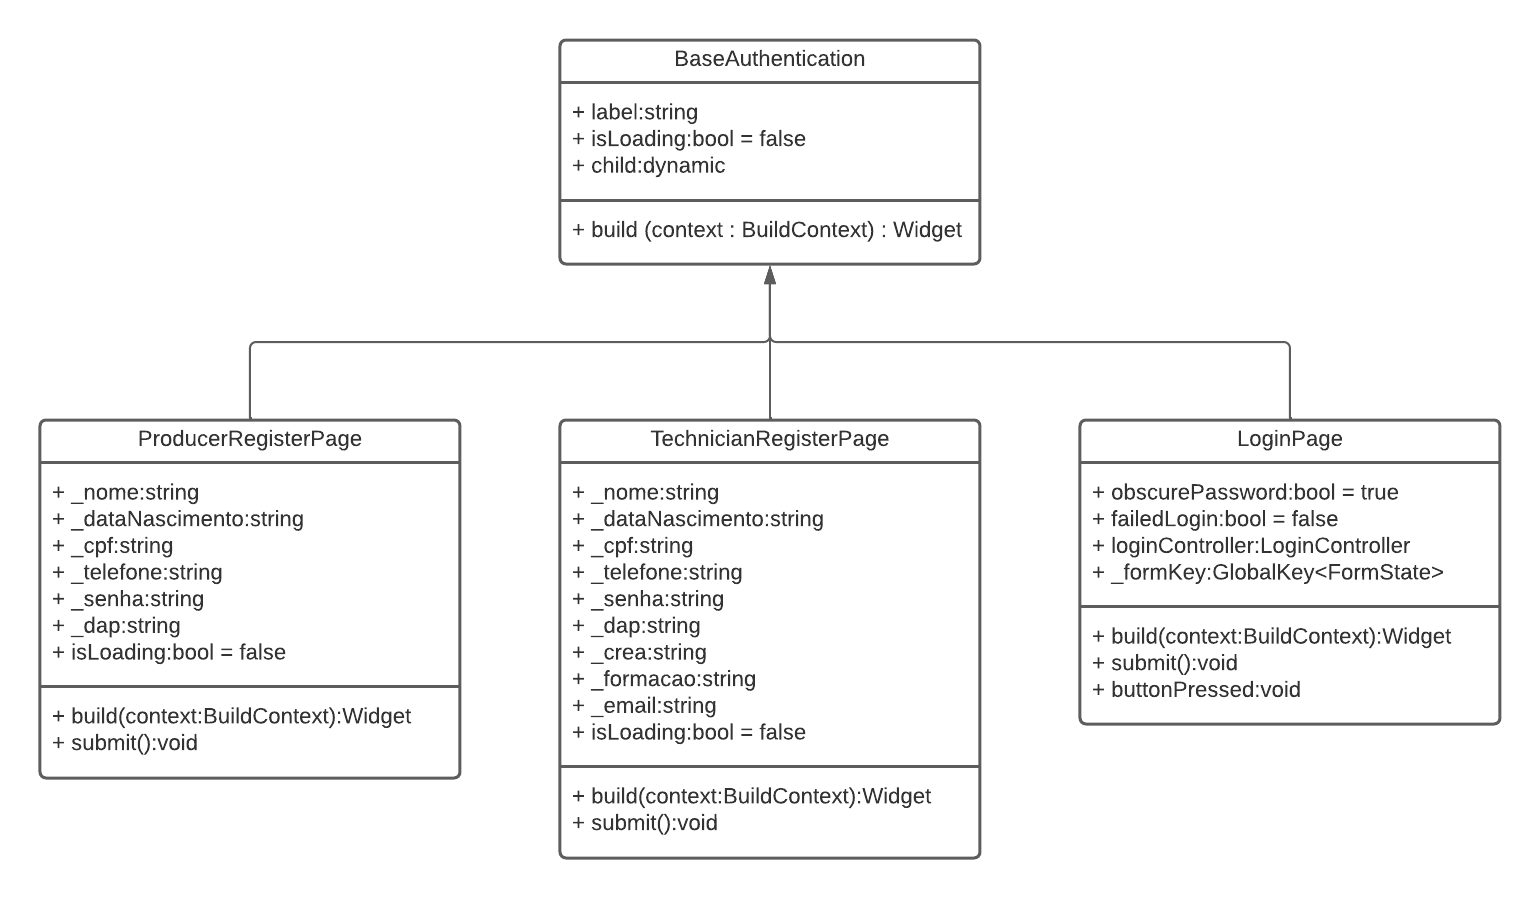 BaseAuthentication
+ label:string
+ isLoading:bool = false
+ child:dynamic
+ build (context : BuildContext) : Widget
ProducerRegisterPage
+ _nome:string
+ _dataNascimento:string
+ _cpf:string
+ _telefone:string
+ _senha:string
+ _dap:string
+ isLoading:bool = false
+ build(context:BuildContext):Widget
+ submit():void
TechnicianRegisterPage
+ _nome:string
+ _dataNascimento:string
+ _cpf:string
+ _telefone:string
+ _senha:string
+ _dap:string
+ _crea:string
+ _formacao:string
+ _email:string
+ isLoading:bool = false
+ build(context:BuildContext):Widget
+ submit():void
LoginPage
+ obscurePassword:bool = true
+ failedLogin:bool = false
+ loginController:LoginController
+ _formKey:GlobalKey<FormState>
+ build(context:BuildContext):Widget
+ submit():void
+ buttonPressed:void